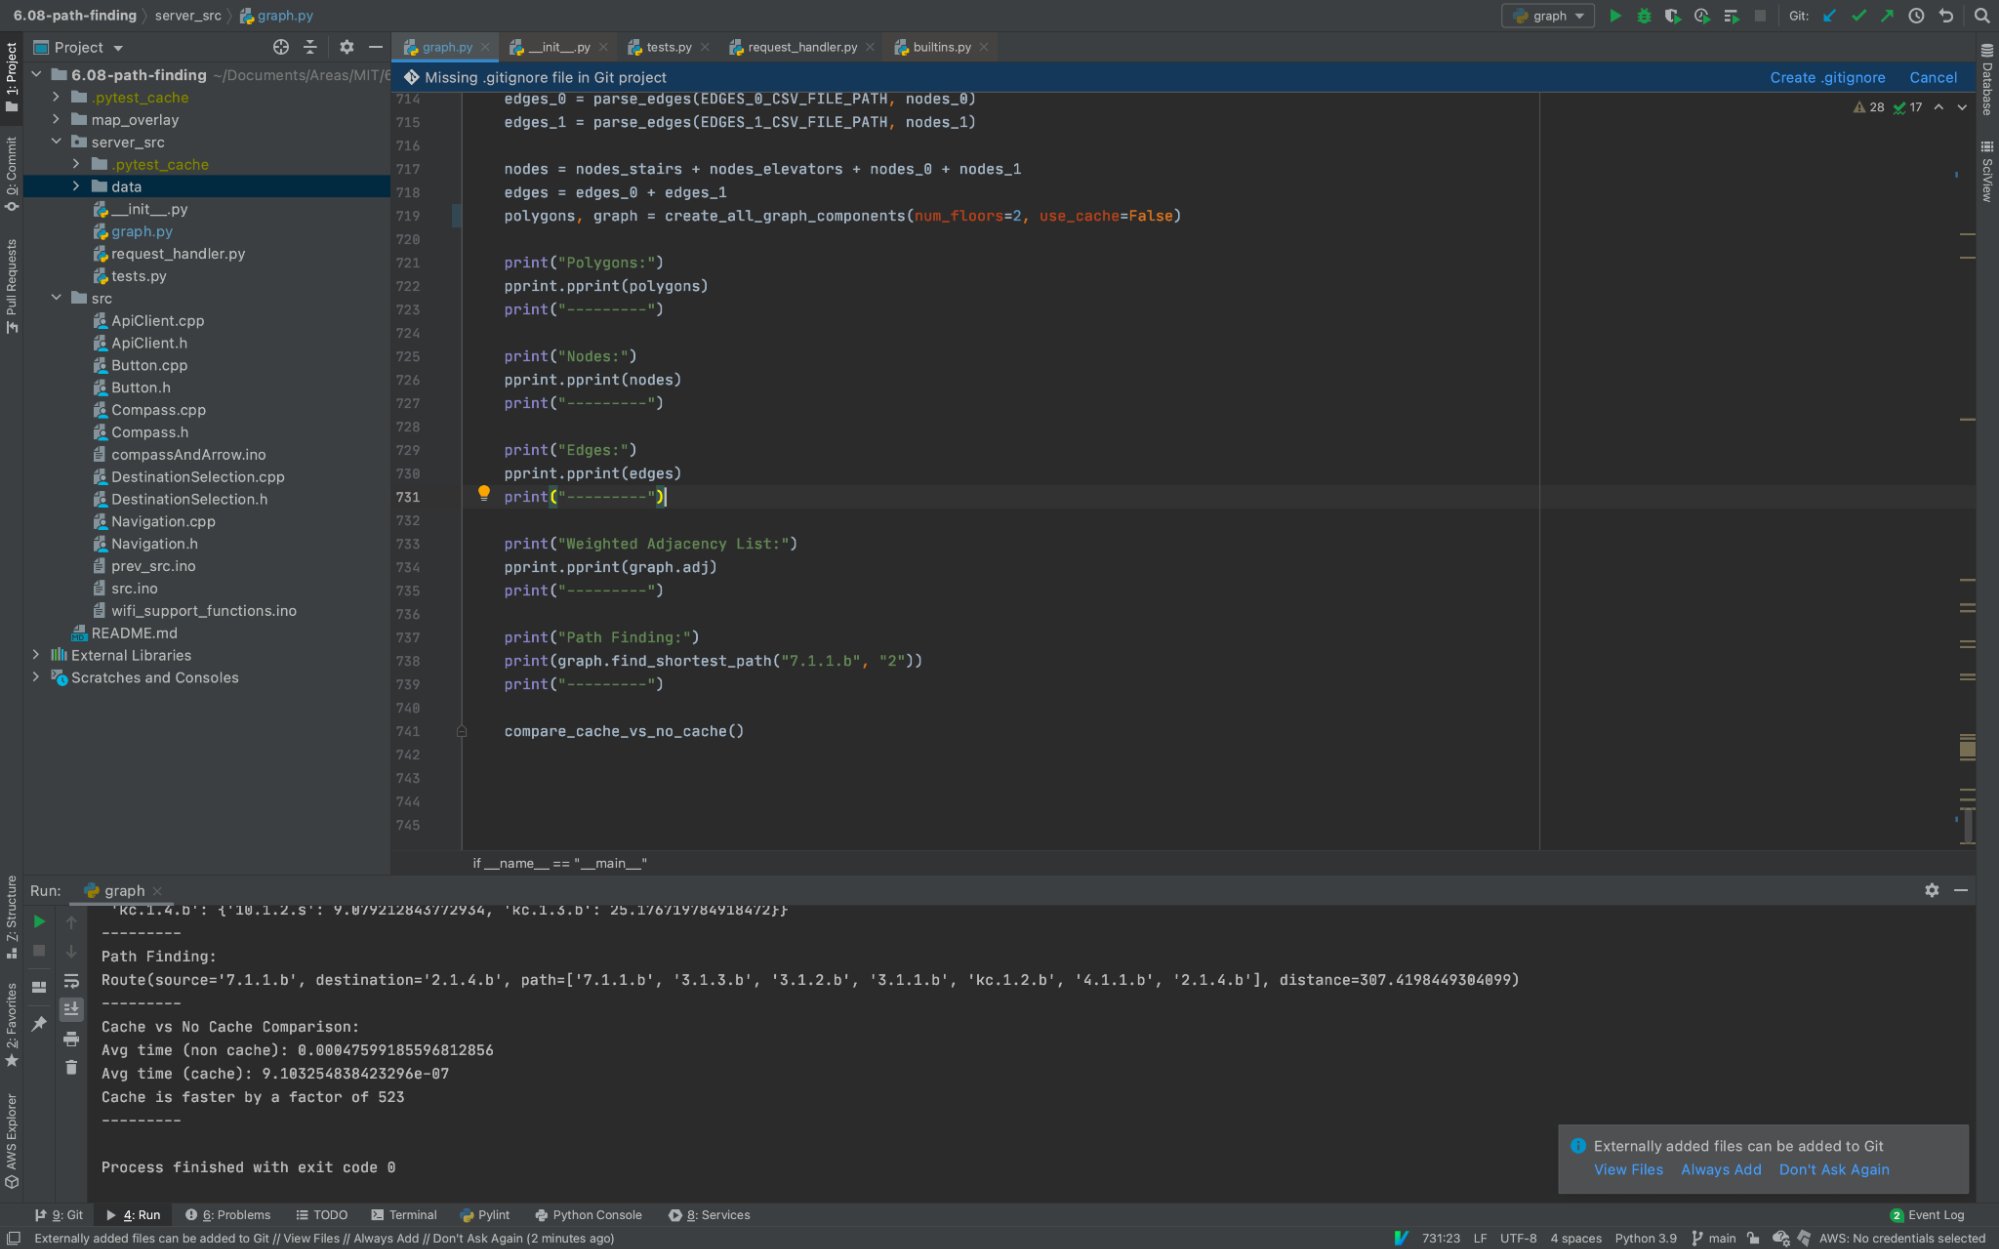 6.08-path-finding server_src graph.py
graph
Git:
Project
graph.py
__init__.py
tests.py
request_handler.py
builtins.py
Missing .gitignore file in Git project
Create .gitignore
Cancel
28
17
1: Project
0: Commit
Pull Requests
Z: Structure
2: Favorites
AWS Explorer
Database
SciView
6.08-path-finding ~/Documents/Areas/MIT/6
.pytest_cache
map_overlay
server_src
.pytest_cache
data
__init__.py
graph.py
request_handler.py
tests.py
src
ApiClient.cpp
ApiClient.h
Button.cpp
Button.h
Compass.cpp
Compass.h
compassAndArrow.ino
DestinationSelection.cpp
DestinationSelection.h
Navigation.cpp
Navigation.h
prev_src.ino
src.ino
wifi_support_functions.ino
README.md
External Libraries
Scratches and Consoles
714 edges_0 = parse_edges(EDGES_0_CSV_FILE_PATH, nodes_0)
715 edges_1 = parse_edges(EDGES_1_CSV_FILE_PATH, nodes_1)
716
717 nodes = nodes_stairs + nodes_elevators + nodes_0 + nodes_1
718 edges = edges_0 + edges_1
719 polygons, graph = create_all_graph_components(num_floors=2, use_cache=False)
720
721 print("Polygons:")
722 pprint.pprint(polygons)
723 print("---------")
724
725 print("Nodes:")
726 pprint.pprint(nodes)
727 print("---------")
728
729 print("Edges:")
730 pprint.pprint(edges)
731 print("---------")
732
733 print("Weighted Adjacency List:")
734 pprint.pprint(graph.adj)
735 print("---------")
736
737 print("Path Finding:")
738 print(graph.find_shortest_path("7.1.1.b", "2"))
739 print("---------")
740
741 compare_cache_vs_no_cache()
742
743
744
745
if __name__ == "__main__"
Run: graph
'kc.1.4.b': {'10.1.2.s': 9.079212843772934, 'kc.1.3.b': 25.176719784918472}}
---------
Path Finding:
Route(source='7.1.1.b', destination='2.1.4.b', path=['7.1.1.b', '3.1.3.b', '3.1.2.b', '3.1.1.b', 'kc.1.2.b', '4.1.1.b', '2.1.4.b'], distance=307.4198449304099)
---------
Cache vs No Cache Comparison:
Avg time (non cache): 0.00047599185596812856
Avg time (cache): 9.103254838423296e-07
Cache is faster by a factor of 523
---------
Process finished with exit code 0
Externally added files can be added to Git
View Files Always Add Don't Ask Again
9: Git
4: Run
6: Problems
TODO
Terminal
Pylint
Python Console
8: Services
2 Event Log
Externally added files can be added to Git // View Files // Always Add // Don't Ask Again (2 minutes ago)
731:23 LF UTF-8 4 spaces Python 3.9 main AWS: No credentials selected